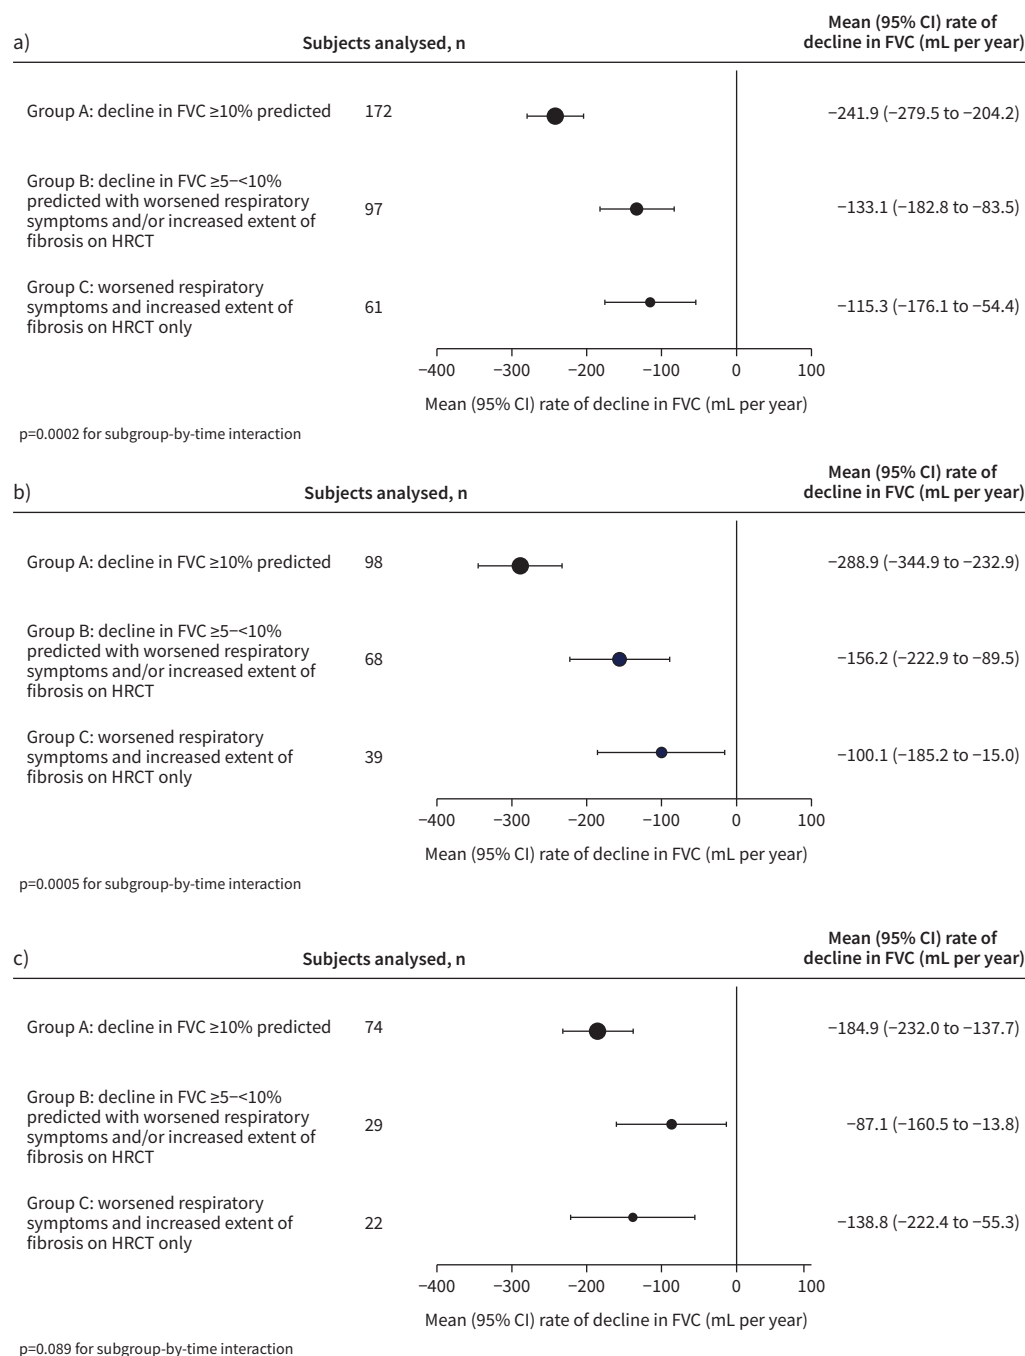 a)
Subjects analysed, n
Mean (95% CI) rate of
decline in FVC (mL per year)
Group A: decline in FVC ≥10% predicted 172 −241.9 (−279.5 to −204.2)
Group B: decline in FVC ≥5−<10%
predicted with worsened respiratory
symptoms and/or increased extent of
fibrosis on HRCT
97
−133.1 (−182.8 to −83.5)
Group C: worsened respiratory
symptoms and increased extent of
fibrosis on HRCT only
61
−115.3 (−176.1 to −54.4)
−400 −300 −200 −100 0 100
Mean (95% CI) rate of decline in FVC (mL per year)
p=0.0002 for subgroup-by-time interaction
b)
Subjects analysed, n
Mean (95% CI) rate of
decline in FVC (mL per year)
Group A: decline in FVC ≥10% predicted 98 −288.9 (−344.9 to −232.9)
Group B: decline in FVC ≥5−<10%
predicted with worsened respiratory
symptoms and/or increased extent of
fibrosis on HRCT
68
−156.2 (−222.9 to −89.5)
Group C: worsened respiratory
symptoms and increased extent of
fibrosis on HRCT only
39
−100.1 (−185.2 to −15.0)
−400 −300 −200 −100 0 100
Mean (95% CI) rate of decline in FVC (mL per year)
p=0.0005 for subgroup-by-time interaction
c)
Subjects analysed, n
Mean (95% CI) rate of
decline in FVC (mL per year)
Group A: decline in FVC ≥10% predicted 74 −184.9 (−232.0 to −137.7)
Group B: decline in FVC ≥5−<10%
predicted with worsened respiratory
symptoms and/or increased extent of
fibrosis on HRCT
29
−87.1 (−160.5 to −13.8)
Group C: worsened respiratory
symptoms and increased extent of
fibrosis on HRCT only
22
−138.8 (−222.4 to −55.3)
−400 −300 −200 −100 0 100
Mean (95% CI) rate of decline in FVC (mL per year)
p=0.089 for subgroup-by-time interaction